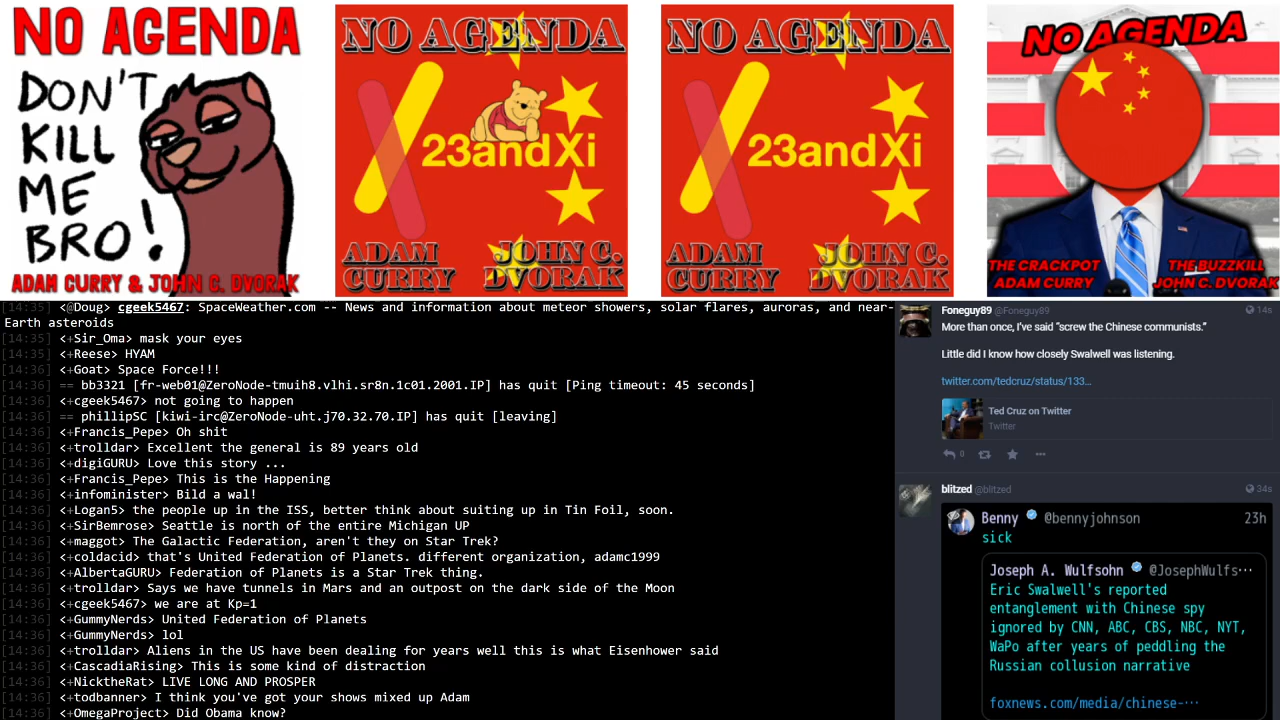 NO AGENDA
DON'T
KILL
ME
BRO!
ADAM CURRY & JOHN C. DVORAK
NO AGENDA
23andXi
ADAM
CURRY
JOHN C.
DVORAK
NO AGENDA
23andXi
ADAM
CURRY
JOHN C.
DVORAK
NO AGENDA
THE CRACKPOT
ADAM CURRY
THE BUZZKILL
JOHN C. DVORAK
[14:35] <@Doug> cgeek5467: SpaceWeather.com -- News and information about meteor showers, solar flares, auroras, and near-
Earth asteroids
[14:35] <+Sir_Oma> mask your eyes
[14:35] <+Reese> HYAM
[14:36] <+Goat> Space Force!!!
[14:36] == bb3321 [fr-web01@ZeroNode-tmuih8.vlhi.sr8n.1c01.2001.IP] has quit [Ping timeout: 45 seconds]
[14:36] <+cgeek5467> not going to happen
[14:36] == phillipSC [kiwi-irc@ZeroNode-uht.j70.32.70.IP] has quit [leaving]
[14:36] <+Francis_Pepe> Oh shit
[14:36] <+trolldar> Excellent the general is 89 years old
[14:36] <+digiGURU> Love this story ...
[14:36] <+Francis_Pepe> This is the Happening
[14:36] <+infominister> Bild a wal!
[14:36] <+Logan5> the people up in the ISS, better think about suiting up in Tin Foil, soon.
[14:36] <+SirBemrose> Seattle is north of the entire Michigan UP
[14:36] <+maggot> The Galactic Federation, aren't they on Star Trek?
[14:36] <+coldacid> that's United Federation of Planets. different organization, adamc1999
[14:36] <+AlbertaGURU> Federation of Planets is a Star Trek thing.
[14:36] <+trolldar> Says we have tunnels in Mars and an outpost on the dark side of the Moon
[14:36] <+cgeek5467> we are at Kp=1
[14:36] <+GummyNerds> United Federation of Planets
[14:36] <+GummyNerds> lol
[14:36] <+trolldar> Aliens in the US have been dealing for years well this is what Eisenhower said
[14:36] <+CascadiaRising> This is some kind of distraction
[14:36] <+NicktheRat> LIVE LONG AND PROSPER
[14:36] <+todbanner> I think you've got your shows mixed up Adam
[14:36] <+OmegaProject> Did Obama know?
Foneguy89 @Foneguy89 14s
More than once, I've said "screw the Chinese communists."
Little did I know how closely Swalwell was listening.
twitter.com/tedcruz/status/133…
Ted Cruz on Twitter
Twitter
0
blitzed @blitzed 34s
Benny @bennyjohnson 23h
sick
Joseph A. Wulfsohn @JosephWulfs…
Eric Swalwell's reported
entanglement with Chinese spy
ignored by CNN, ABC, CBS, NBC, NYT,
WaPo after years of peddling the
Russian collusion narrative
foxnews.com/media/chinese-…